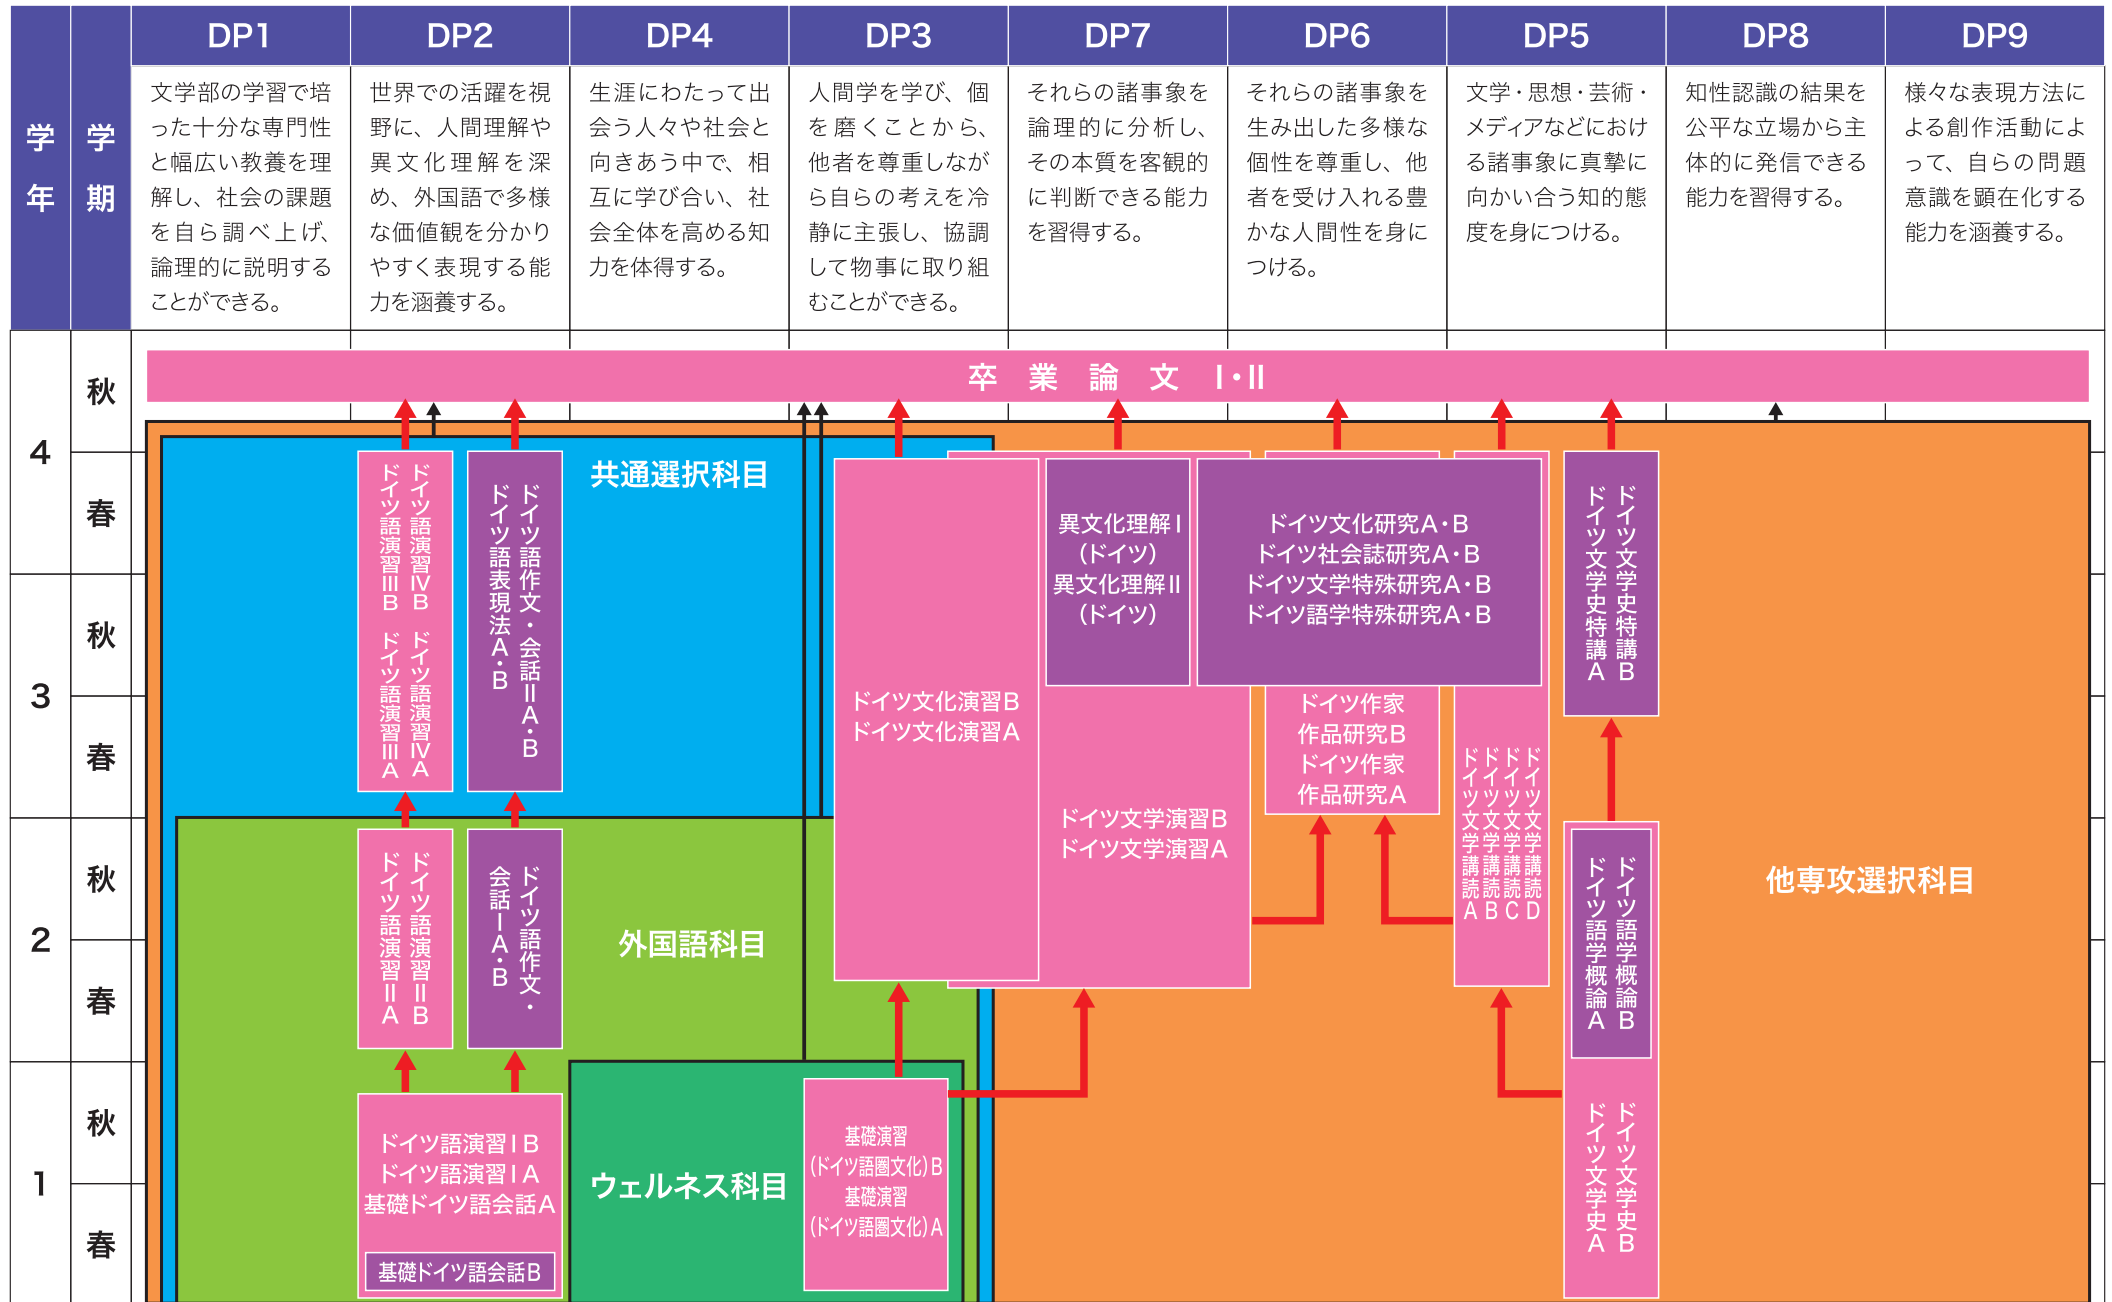 学年
学期
DP1
DP2
DP4
DP3
DP7
DP6
DP5
DP8
DP9
文学部の学習で培
った十分な専門性
と幅広い教養を理
解し、社会の課題
を自ら調べ上げ、
論理的に説明する
ことができる。
世界での活躍を視
野に、人間理解や
異文化理解を深
め、外国語で多様
な価値観を分かり
やすく表現する能
力を涵養する。
生涯にわたって出
会う人々や社会と
向きあう中で、相
互に学び合い、社
会全体を高める知
力を体得する。
人間学を学び、個
を磨くことから、
他者を尊重しなが
ら自らの考えを冷
静に主張し、協調
して物事に取り組
むことができる。
それらの諸事象を
論理的に分析し、
その本質を客観的
に判断できる能力
を習得する。
それらの諸事象を
生み出した多様な
個性を尊重し、他
者を受け入れる豊
かな人間性を身に
つける。
文学・思想・芸術・
メディアなどにおけ
る諸事象に真摯に
向かい合う知的態
度を身につける。
知性認識の結果を
公平な立場から主
体的に発信できる
能力を習得する。
様々な表現方法に
よる創作活動によ
って、自らの問題
意識を顕在化する
能力を涵養する。
4
秋
春
3
秋
春
2
秋
春
1
秋
春
卒業論文 I・II
共通選択科目
外国語科目
ウェルネス科目
他専攻選択科目
ドイツ語演習IVB ドイツ語演習IVA
ドイツ語演習IIIB ドイツ語演習IIIA
ドイツ語作文・会話IIA・B
ドイツ語表現法A・B
ドイツ語演習IIB
ドイツ語演習IIA
ドイツ語作文・
会話IA・B
ドイツ語演習IB
ドイツ語演習IA
基礎ドイツ語会話A
基礎ドイツ語会話B
ドイツ文化演習B
ドイツ文化演習A
基礎演習
(ドイツ語圏文化)B
基礎演習
(ドイツ語圏文化)A
異文化理解I
(ドイツ)
異文化理解II
(ドイツ)
ドイツ文学演習B
ドイツ文学演習A
ドイツ文化研究A・B
ドイツ社会誌研究A・B
ドイツ文学特殊研究A・B
ドイツ語学特殊研究A・B
ドイツ作家
作品研究B
ドイツ作家
作品研究A
ドイツ文学講読D
ドイツ文学講読C
ドイツ文学講読B
ドイツ文学講読A
ドイツ文学史特講B
ドイツ文学史特講A
ドイツ語学概論B
ドイツ語学概論A
ドイツ文学史B
ドイツ文学史A